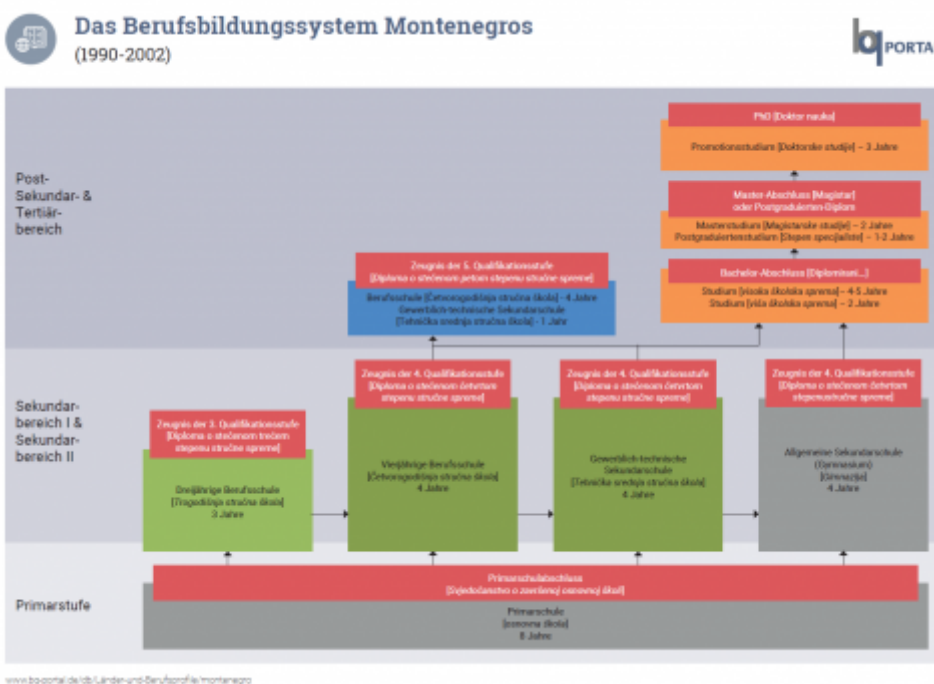 Das Berufsbildungssystem Montenegros
(1990-2002)
bq PORTA
Post-
Sekundar- &
Tertiär-
bereich
PhD [Doktor nauka]
Promotionsstudium [Doktorske studije] – 3 Jahre
Master-Abschluss [Magistar]
oder Postgraduierten-Diplom
Masterstudium [Magistarske studije] – 2 Jahre
Postgraduiertenstudium [Stepen specijaliste] – 1-2 Jahre
Zeugnis der 5. Qualifikationsstufe
[Diploma o stečenom petom stepenu stručne spreme]
Berufsschule [Četvorogodišnja stručna škola] - 4 Jahre
Gewerblich-technische Sekundarschule
[Tehnička srednja stručna škola] - 1 Jahr
Bachelor-Abschluss [Diplomirani...]
Studium [visoka školska sprema] – 4-5 Jahre
Studium [viša školska sprema] – 2 Jahre
Sekundar-
bereich I &
Sekundar-
bereich II
Zeugnis der 3. Qualifikationsstufe
[Diploma o stečenom trećem
stepenu stručne spreme]
Dreijährige Berufsschule
[Trogodišnja stručna škola]
3 Jahre
Zeugnis der 4. Qualifikationsstufe
[Diploma o stečenom četvrtom
stepenu stručne spreme]
Vierjährige Berufsschule
[Četvorogodišnja stručna škola]
4 Jahre
Zeugnis der 4. Qualifikationsstufe
[Diploma o stečenom četvrtom
stepenu stručne spreme]
Gewerblich-technische
Sekundarschule
[Tehnička srednja stručna škola]
4 Jahre
Zeugnis der 4. Qualifikationsstufe
[Diploma o stečenom četvrtom
stepenustručne spreme]
Allgemeine Sekundarschule
(Gymnasium)
[Gimnazija]
4 Jahre
Primarstufe
Primarschulabschluss
[Svjedočanstvo o završenoj osnovnoj školi]
Primarschule
[osnovna škola]
8 Jahre
www.bq-portal.de/db/Länder-und-Berufsprofile/montenegro